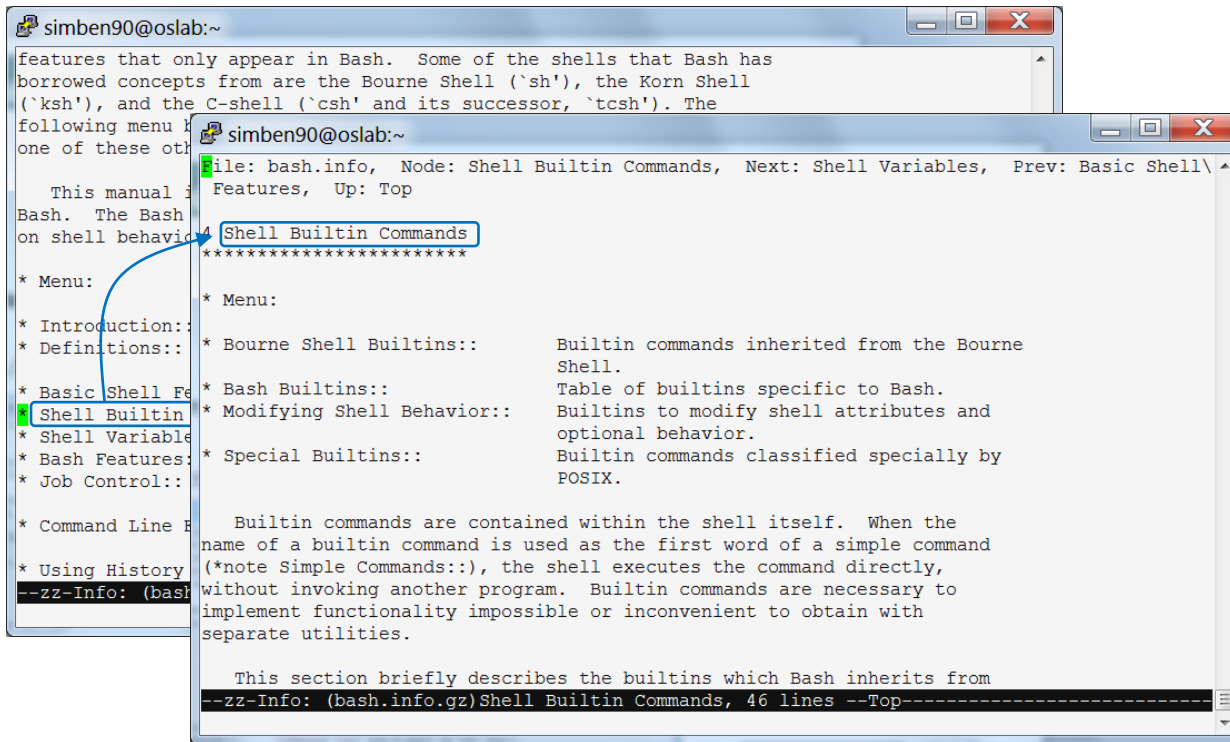 simben90@oslab:~
features that only appear in Bash.  Some of the shells that Bash has
borrowed concepts from are the Bourne Shell (`sh'), the Korn Shell
(`ksh'), and the C-shell (`csh' and its successor, `tcsh'). The
following menu
one of these
This manual
Bash.  The Bash
on shell
* Menu:
* Introduction::
* Definitions::
* Basic Shell
* Shell Builtin
* Shell
* Bash Features:
* Job Control::
* Command Line
* Using History
--zz-Info:
simben90@oslab:~
File: bash.info,  Node: Shell Builtin Commands,  Next: Shell Variables,  Prev: Basic Shell\
Features,  Up: Top
4 Shell Builtin Commands
************************
* Menu:
* Bourne Shell Builtins::       Builtin commands inherited from the Bourne
Shell.
* Bash Builtins::               Table of builtins specific to Bash.
* Modifying Shell Behavior::    Builtins to modify shell attributes and
optional behavior.
* Special Builtins::            Builtin commands classified specially by
POSIX.
Builtin commands are contained within the shell itself.  When the
name of a builtin command is used as the first word of a simple command
(*note Simple Commands::), the shell executes the command directly,
without invoking another program.  Builtin commands are necessary to
implement functionality impossible or inconvenient to obtain with
separate utilities.
This section briefly describes the builtins which Bash inherits from
--zz-Info: (bash.info.gz)Shell Builtin Commands, 46 lines --Top----------------------------